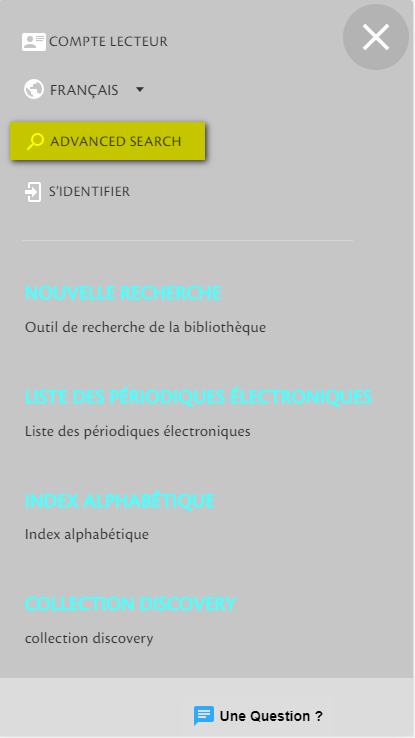 COMPTE LECTEUR
FRANÇAIS
ADVANCED SEARCH
S'IDENTIFIER
NOUVELLE RECHERCHE
Outil de recherche de la bibliothèque
LISTE DES PÉRIODIQUES ÉLECTRONIQUES
Liste des périodiques électroniques
INDEX ALPHABÉTIQUE
Index alphabétique
COLLECTION DISCOVERY
collection discovery
Une Question ?